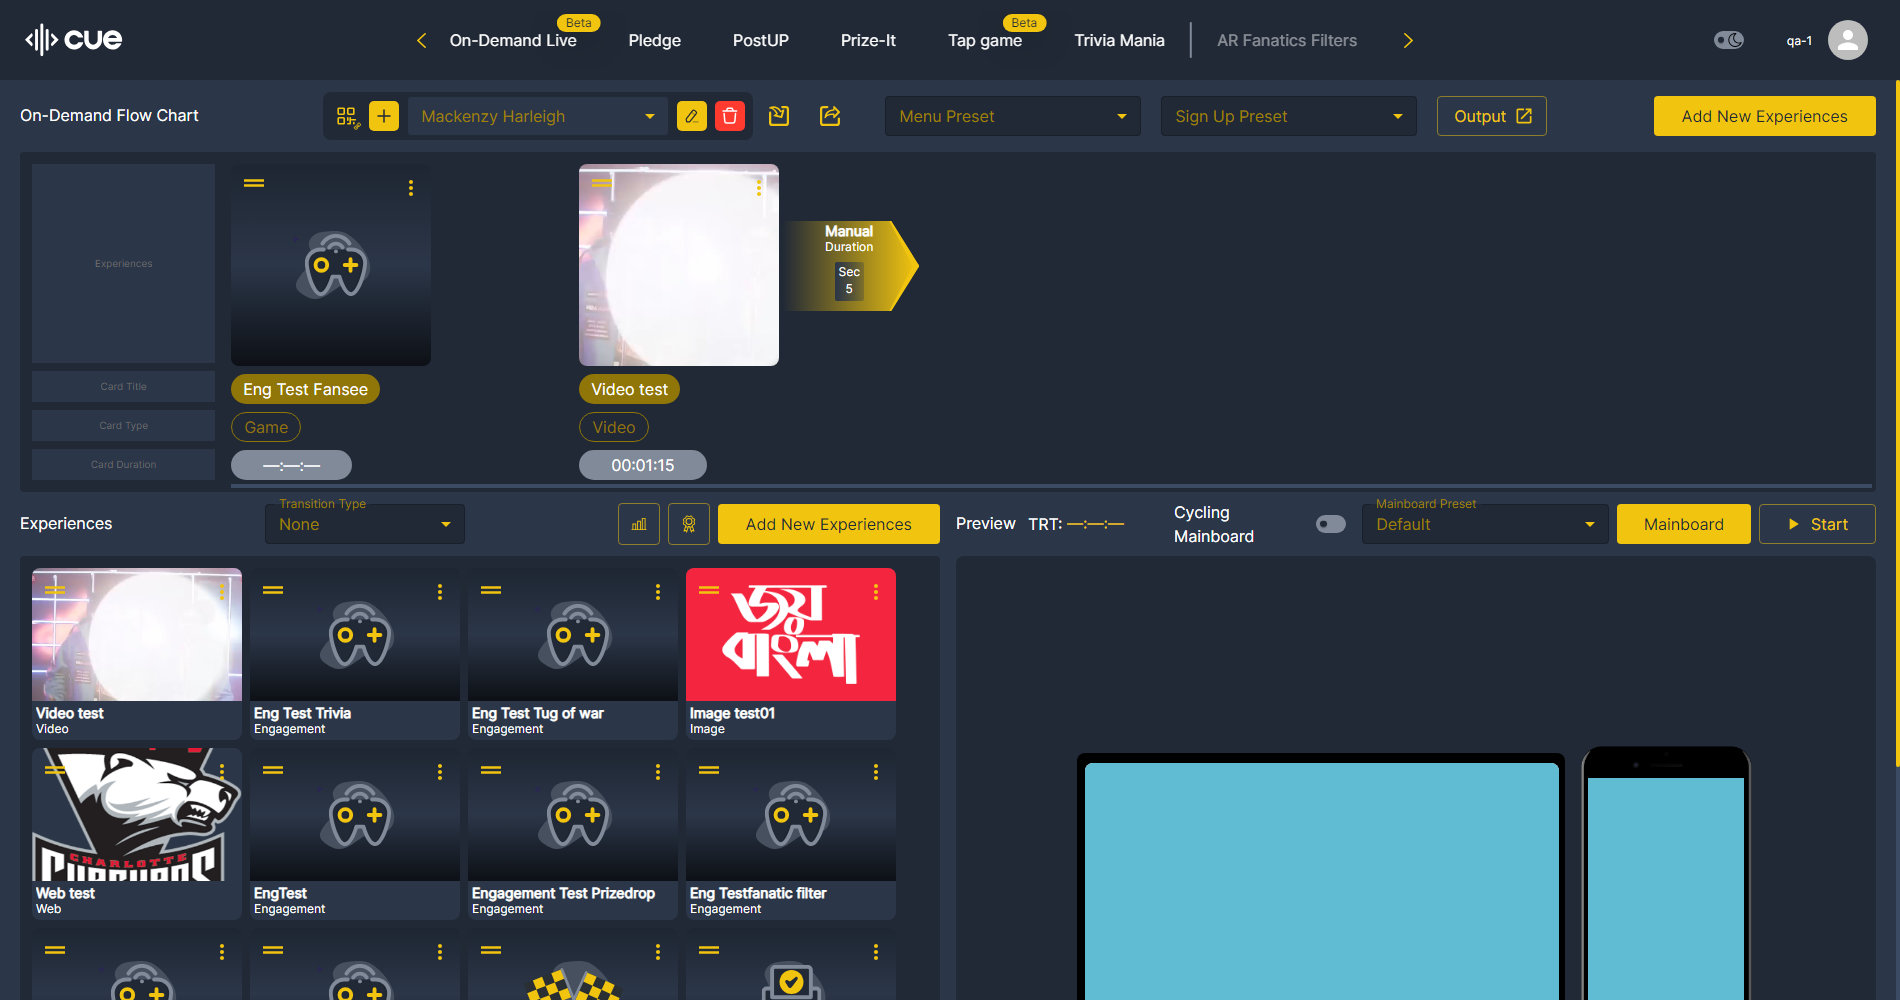 cue
Beta
Beta
On-Demand Live
Pledge
PostUP
Prize-It
Tap game
Trivia Mania
AR Fanatics Filters
qa-1
On-Demand Flow Chart
Mackenzy Harleigh
Menu Preset
Sign Up Preset
Output
Add New Experiences
Experiences
Card Title
Card Type
Card Duration
Eng Test Fansee
Game
—:—:—
Manual
Duration
Sec
5
Video test
Video
00:01:15
Experiences
Transition Type
None
Add New Experiences
Preview
TRT: —:—:—
Cycling
Mainboard
Mainboard Preset
Default
Mainboard
Start
Video test
Video
Eng Test Trivia
Engagement
Eng Test Tug of war
Engagement
জয়
বাংলা
Image test01
Image
CHARLOTTE
Web test
Web
EngTest
Engagement
Engagement Test Prizedrop
Engagement
Eng Testfanatic filter
Engagement